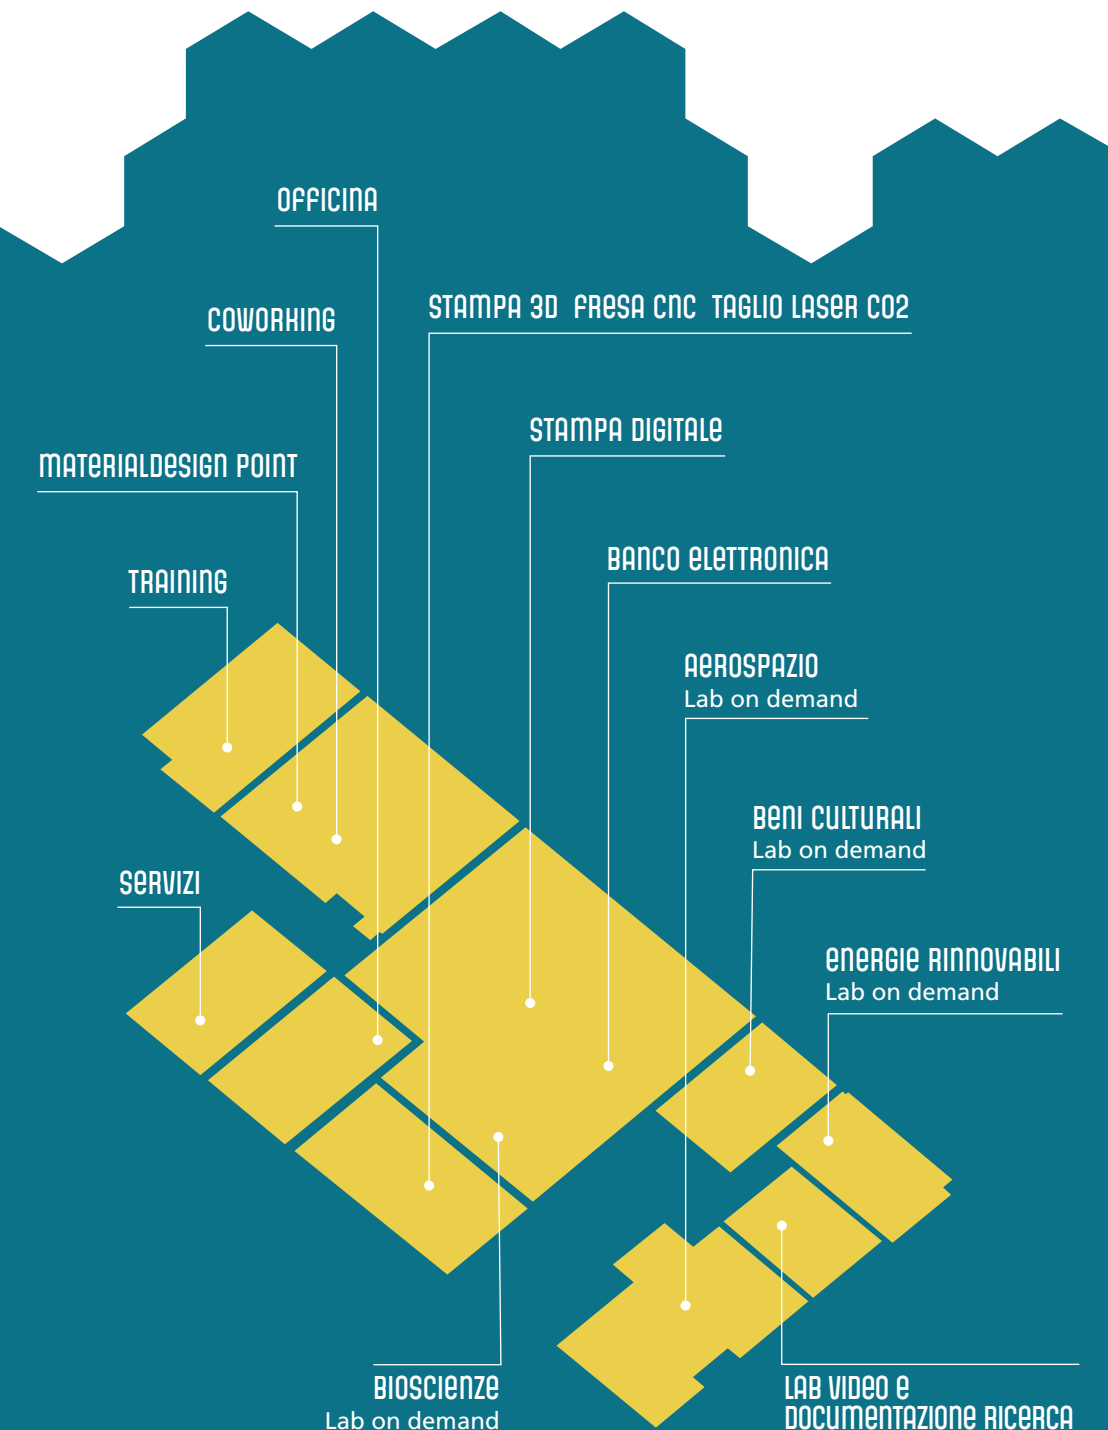 OFFICINA
STAMPA 3D FRESA CNC TAGLIO LASER CO2
COWORKING
STAMPA DIGITALE
MATERIALDESIGN POINT
BANCO ELETTRONICA
TRAINING
AEROSPAZIO
Lab on demand
BENI CULTURALI
Lab on demand
SERVIZI
ENERGIE RINNOVABILI
Lab on demand
BIOSCIENZE
Lab on demand
LAB VIDEO E
DOCUMENTAZIONE RICERCA